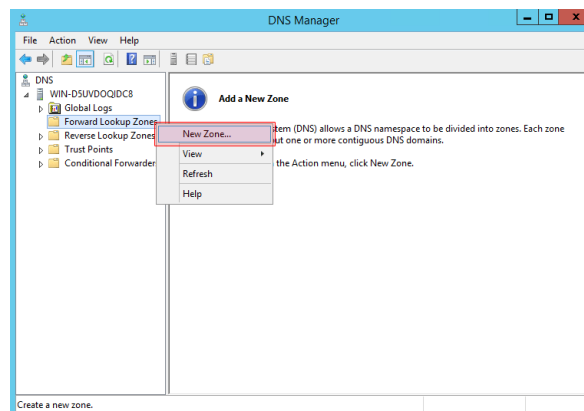 DNS Manager
File Action View Help
DNS
WIN-D5UVDOQIDC8
Global Logs
Forward Lookup Zones
Reverse Lookup Zones
Trust Points
Conditional Forwarder
Add a New Zone
stem (DNS) allows a DNS namespace to be divided into zones. Each zone
ut one or more contiguous DNS domains.
the Action menu, click New Zone.
New Zone...
View
Refresh
Help
Create a new zone.